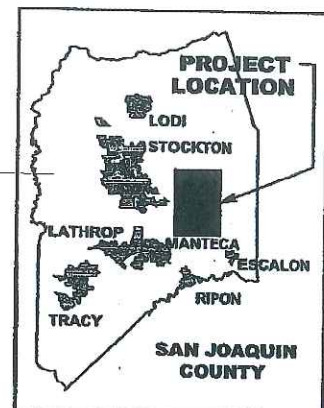 PROJECT
LOCATION
LODI
STOCKTON
LATHROP
MANTECA
ESCALON
RIPON
TRACY
SAN JOAQUIN
COUNTY